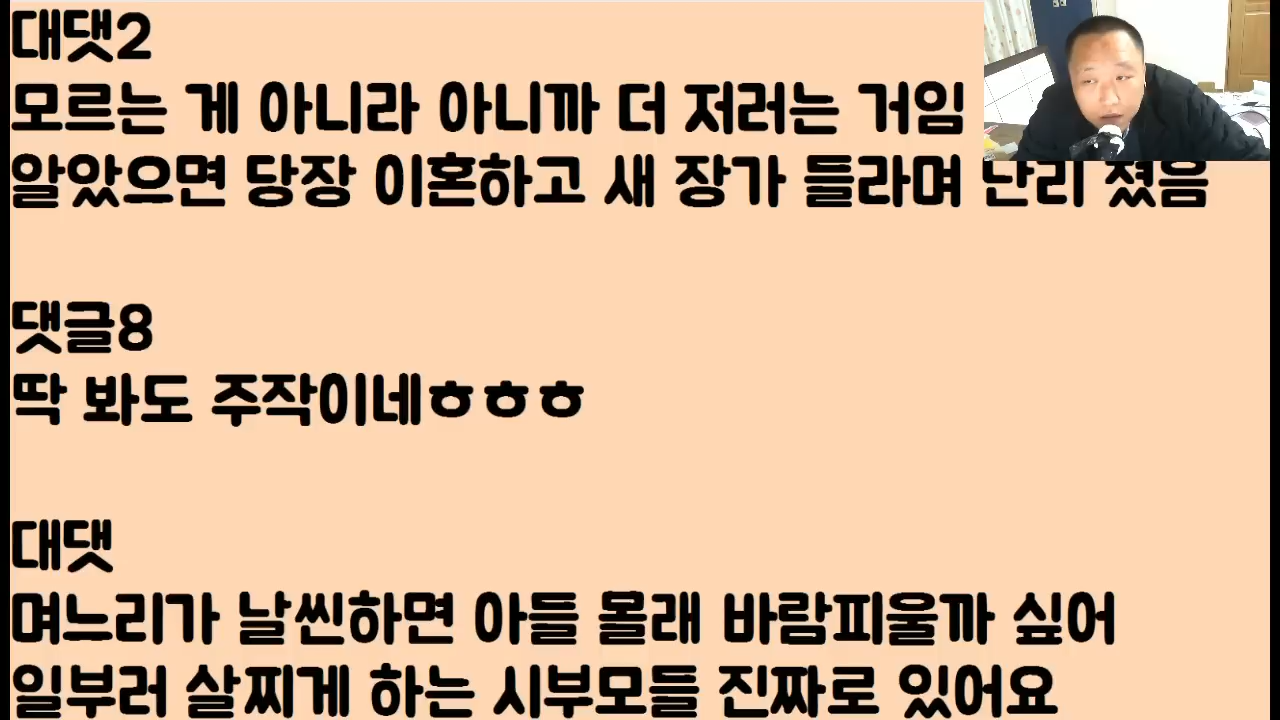 대댓2
모르는 게 아니라 아니까 더 저러는 거임
알았으면 당장 이혼하고 새 장가 들라며 난리 쳤음
댓글8
딱 봐도 주작이네ㅎㅎㅎ
대댓
며느리가 날씬하면 아들 몰래 바람피울까 싶어
일부러 살찌게 하는 시부모들 진짜로 있어요